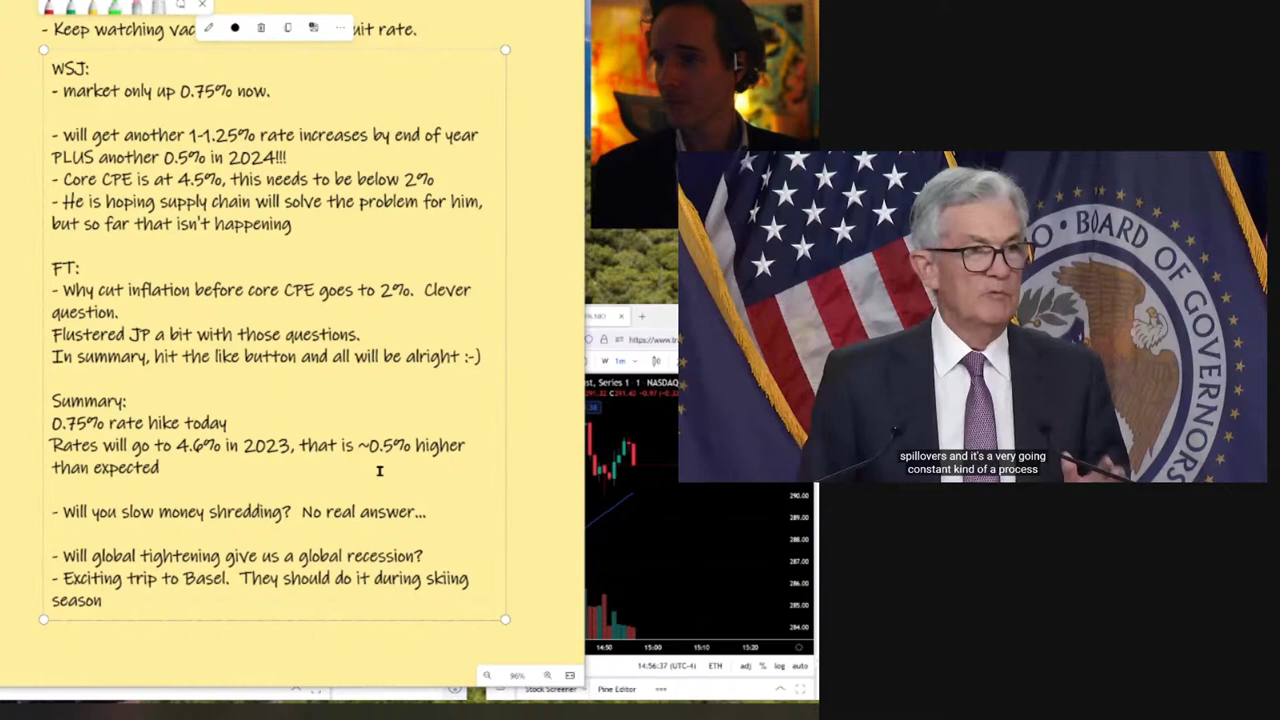 - Keep watching vac
uit rate.
WSJ:
- market only up 0.75% now.
- will get another 1-1.25% rate increases by end of year
PLUS another 0.5% in 2024!!!
- Core CPE is at 4.5%, this needs to be below 2%
- He is hoping supply chain will solve the problem for him,
but so far that isn't happening
FT:
- Why cut inflation before core CPE goes to 2%. Clever
question.
Flustered JP a bit with those questions.
In summary, hit the like button and all will be alright :-)
Summary:
0.75% rate hike today
Rates will go to 4.6% in 2023, that is ~0.5% higher
than expected
- Will you slow money shredding? No real answer...
- Will global tightening give us a global recession?
- Exciting trip to Basel. They should do it during skiing
season
96%
BOARD OF GOVERNORS
spillovers and it's a very going
constant kind of a process
W 1m
1 NASDAQ
290.00
289.00
288.00
287.00
286.00
285.00
284.00
14:50 15:00 15:10 15:20
14:56:37 (UTC-4) ETH adj % log auto
Stock Screener Pine Editor